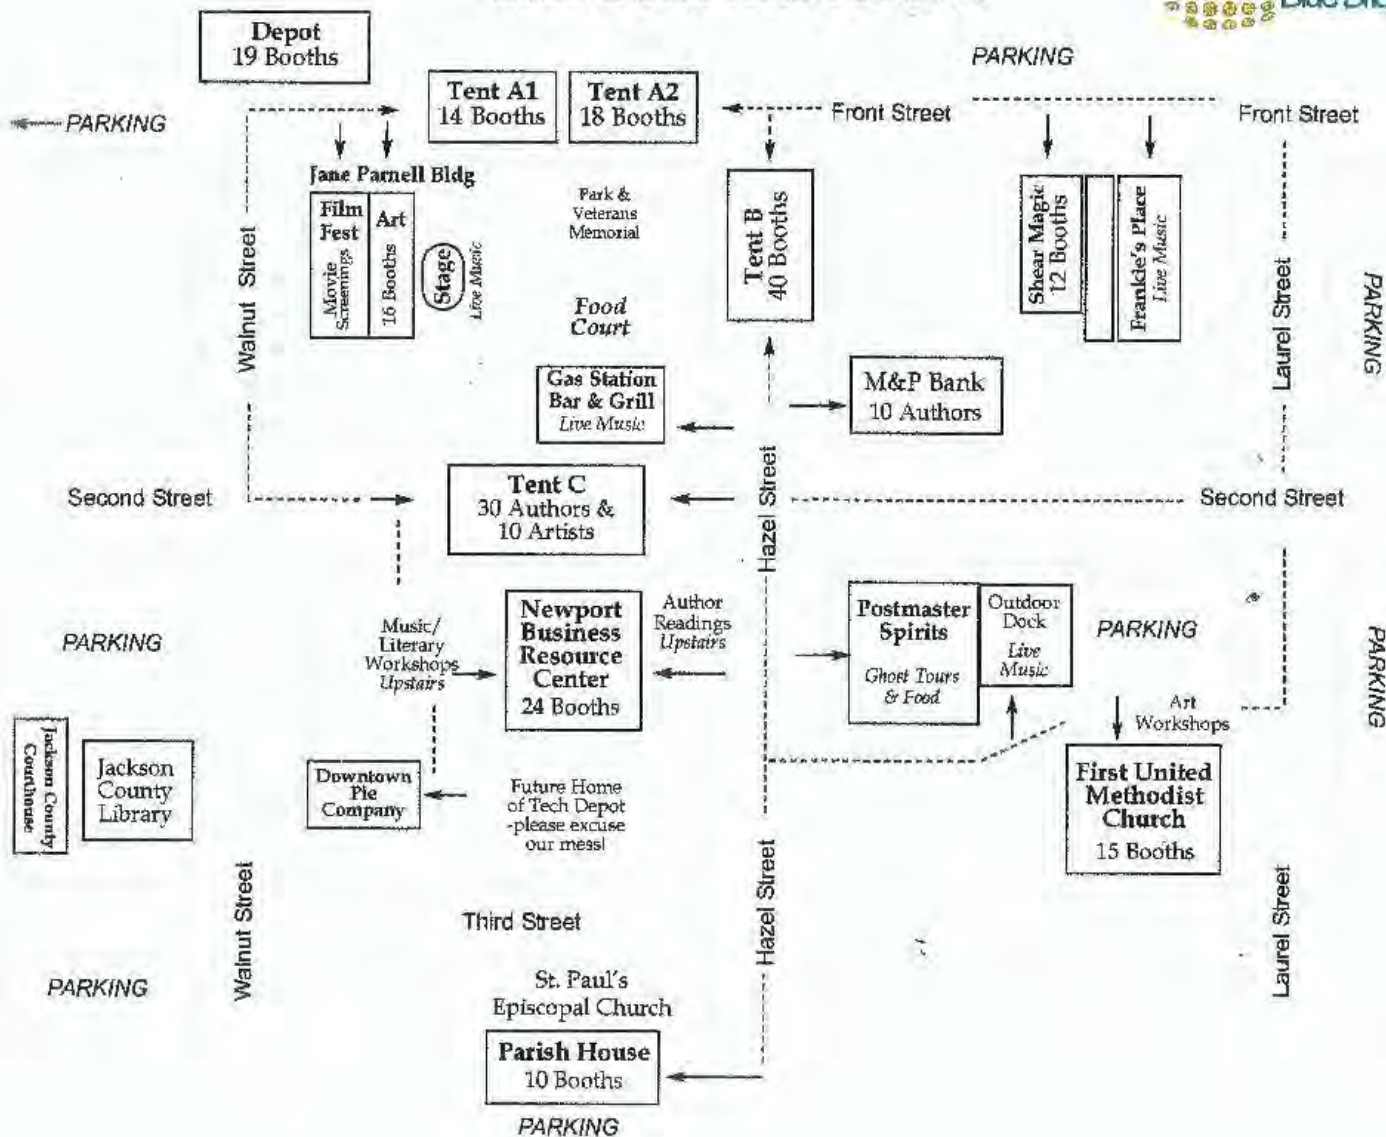 Depot
19 Booths
PARKING
Tent A1
14 Booths
Tent A2
18 Booths
PARKING
Front Street
Front Street
Jane Parnell Bldg
Film
Fest
Movie
Screenings
Art
16 Booths
Stage
Live Music
Park &
Veterans
Memorial
Food
Court
Tent B
40 Booths
Shear Magic
12 Booths
Frankie's Place
Live Music
Walnut Street
Laurel Street
PARKING
Gas Station
Bar & Grill
Live Music
M&P Bank
10 Authors
Second Street
Tent C
30 Authors &
10 Artists
Hazel Street
Second Street
PARKING
Music/
Literary
Workshops
Upstairs
Newport
Business
Resource
Center
24 Booths
Author
Readings
Upstairs
Postmaster
Spirits
Ghost Tours
& Food
Outdoor
Dock
Live
Music
PARKING
PARKING
Art
Workshops
Jackson County
Courthouse
Jackson
County
Library
Downtown
Pie
Company
Future Home
of Tech Depot
-please excuse
our mess!
First United
Methodist
Church
15 Booths
Walnut Street
Third Street
Hazel Street
Laurel Street
PARKING
St. Paul's
Episcopal Church
Parish House
10 Booths
PARKING